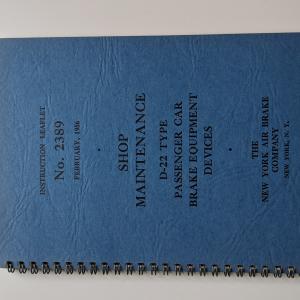 INSTRUCTION LEAFLET
No. 2389
FEBRUARY, 1946
SHOP
MAINTENANCE
D-22 TYPE
PASSENGER CAR
BRAKE EQUIPMENT
DEVICES
THE
NEW YORK AIR BRAKE
COMPANY
NEW YORK, N. Y.